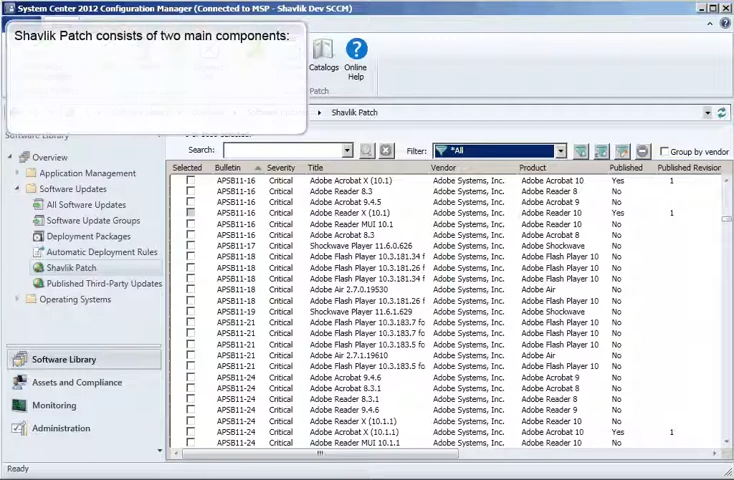 System Center 2012 Configuration Manager (Connected to MSP - Shavlik Dev SCCM)
Shavlik Patch consists of two main components:
Catalogs Online Help
Patch
Shavlik Patch
Software Library
Search: Filter: *All Group by vendor
Overview
Application Management
Software Updates
All Software Updates
Software Update Groups
Deployment Packages
Automatic Deployment Rules
Shavlik Patch
Published Third-Party Updates
Operating Systems
Software Library
Assets and Compliance
Monitoring
Administration
Selected Bulletin Severity Title Vendor Product Published Published Revision
APSB11-16 Critical Adobe Acrobat X (10.1) Adobe Systems, Inc. Adobe Acrobat 10 Yes 1
APSB11-16 Critical Adobe Reader 8.3 Adobe Systems, Inc. Adobe Reader 8 No
APSB11-16 Critical Adobe Acrobat 9.4.5 Adobe Systems, Inc. Adobe Acrobat 9 No
APSB11-16 Critical Adobe Reader X (10.1) Adobe Systems, Inc. Adobe Reader 10 Yes 1
APSB11-16 Critical Adobe Reader MUI 10.1 Adobe Systems, Inc. Adobe Reader 10 No
APSB11-16 Critical Adobe Acrobat 8.3 Adobe Systems, Inc. Adobe Acrobat 8 No
APSB11-17 Critical Shockwave Player 11.6.0.626 Adobe Systems, Inc. Adobe Shockwave No
APSB11-18 Critical Adobe Flash Player 10.3.181.34 f Adobe Systems, Inc. Adobe Flash Player 10 No
APSB11-18 Critical Adobe Flash Player 10.3.181.26 f Adobe Systems, Inc. Adobe Flash Player 10 No
APSB11-18 Critical Adobe Flash Player 10.3.181.34 f Adobe Systems, Inc. Adobe Flash Player 10 No
APSB11-18 Critical Adobe Air 2.7.0.19530 Adobe Systems, Inc. Adobe Air No
APSB11-18 Critical Adobe Flash Player 10.3.181.26 f Adobe Systems, Inc. Adobe Flash Player 10 No
APSB11-19 Critical Shockwave Player 11.6.1.629 Adobe Systems, Inc. Adobe Shockwave No
APSB11-21 Critical Adobe Flash Player 10.3.183.7 fo Adobe Systems, Inc. Adobe Flash Player 10 No
APSB11-21 Critical Adobe Flash Player 10.3.183.5 fo Adobe Systems, Inc. Adobe Flash Player 10 No
APSB11-21 Critical Adobe Flash Player 10.3.183.7 fo Adobe Systems, Inc. Adobe Flash Player 10 No
APSB11-21 Critical Adobe Air 2.7.1.19610 Adobe Systems, Inc. Adobe Air No
APSB11-21 Critical Adobe Flash Player 10.3.183.5 fo Adobe Systems, Inc. Adobe Flash Player 10 No
APSB11-24 Critical Adobe Acrobat 9.4.6 Adobe Systems, Inc. Adobe Acrobat 9 No
APSB11-24 Critical Adobe Acrobat 8.3.1 Adobe Systems, Inc. Adobe Acrobat 8 No
APSB11-24 Critical Adobe Reader 8.3.1 Adobe Systems, Inc. Adobe Reader 8 No
APSB11-24 Critical Adobe Reader 9.4.6 Adobe Systems, Inc. Adobe Reader 9 No
APSB11-24 Critical Adobe Reader X (10.1.1) Adobe Systems, Inc. Adobe Reader 10 No
APSB11-24 Critical Adobe Acrobat X (10.1.1) Adobe Systems, Inc. Adobe Acrobat 10 Yes 1
APSB11-24 Critical Adobe Reader MUI 10.1.1 Adobe Systems, Inc. Adobe Reader 10 No
Ready